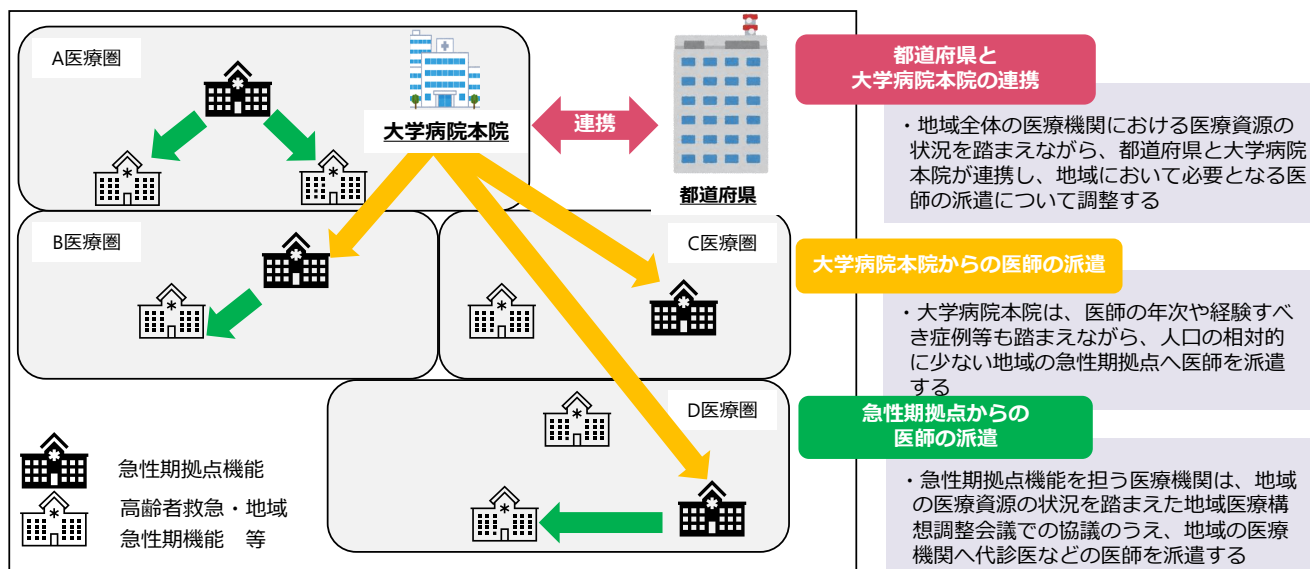 A医療圏
大学病院本院
連携
都道府県
B医療圏
C医療圏
D医療圏
急性期拠点機能
高齢者救急・地域
急性期機能　等
都道府県と
大学病院本院の連携
・地域全体の医療機関における医療資源の
状況を踏まえながら、都道府県と大学病院
本院が連携し、地域において必要となる医
師の派遣について調整する
大学病院本院からの医師の派遣
・大学病院本院は、医師の年次や経験すべ
き症例等も踏まえながら、人口の相対的
に少ない地域の急性期拠点へ医師を派遣
する
急性期拠点からの
医師の派遣
・急性期拠点機能を担う医療機関は、地域
の医療資源の状況を踏まえた地域医療構
想調整会議での協議のうえ、地域の医療
機関へ代診医などの医師を派遣する